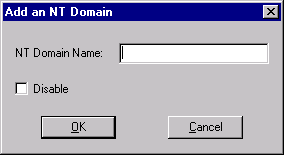 Add an NT Domain
NT Domain Name:
Disable
OK
Cancel